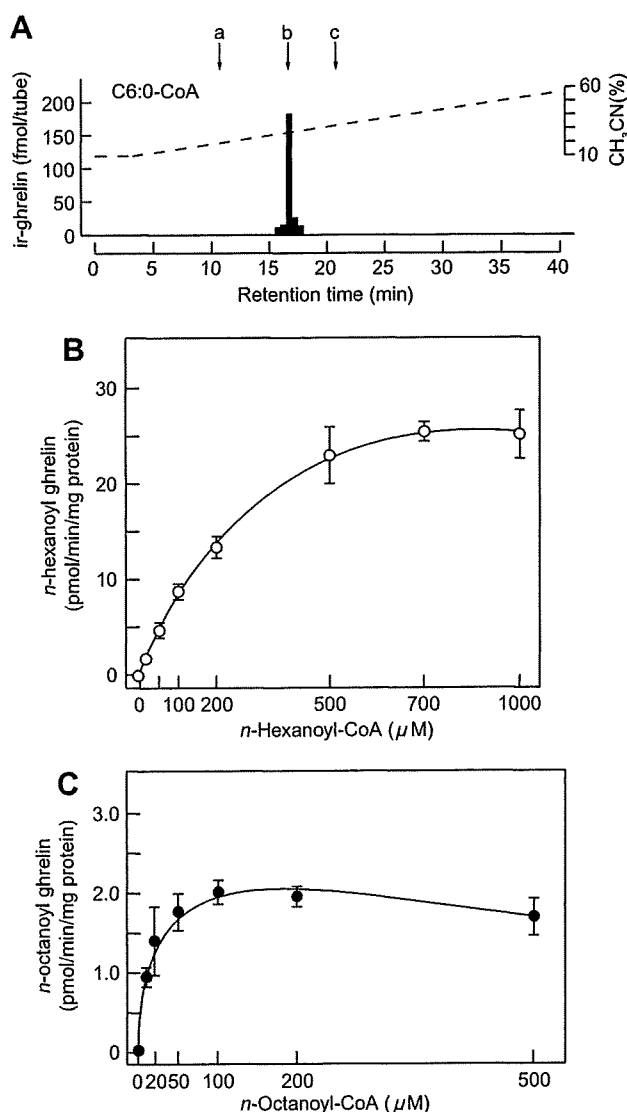 A
a b c
C6:0-CoA
ir-ghrelin (fmol/tube)
200
150
100
50
0
60
10
CH3CN(%)
0 5 10 15 20 25 30 35 40
Retention time (min)
B
n-hexanoyl ghrelin
(pmol/min/mg protein)
30
20
10
0
0 100 200 500 700 1000
n-Hexanoyl-CoA (μM)
C
n-octanoyl ghrelin
(pmol/min/mg protein)
3.0
2.0
1.0
0
0 20 50 100 200 500
n-Octanoyl-CoA (μM)